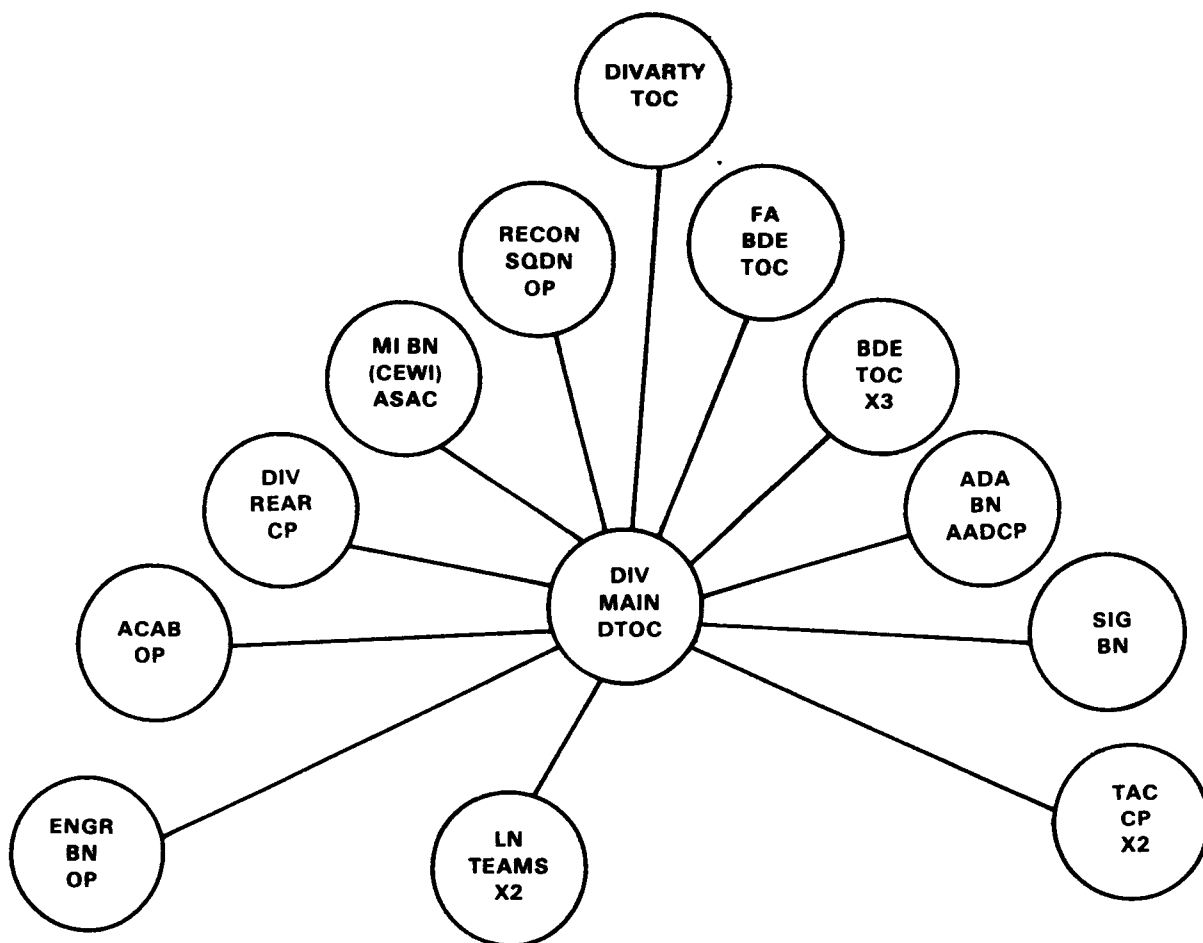 DIVARTY
TOC
RECON
SQDN
OP
FA
BDE
TOC
MI BN
(CEWI)
ASAC
BDE
TOC
X3
DIV
REAR
CP
ADA
BN
AADCP
DIV
MAIN
DTOC
ACAB
OP
SIG
BN
ENGR
BN
OP
LN
TEAMS
X2
TAC
CP
X2